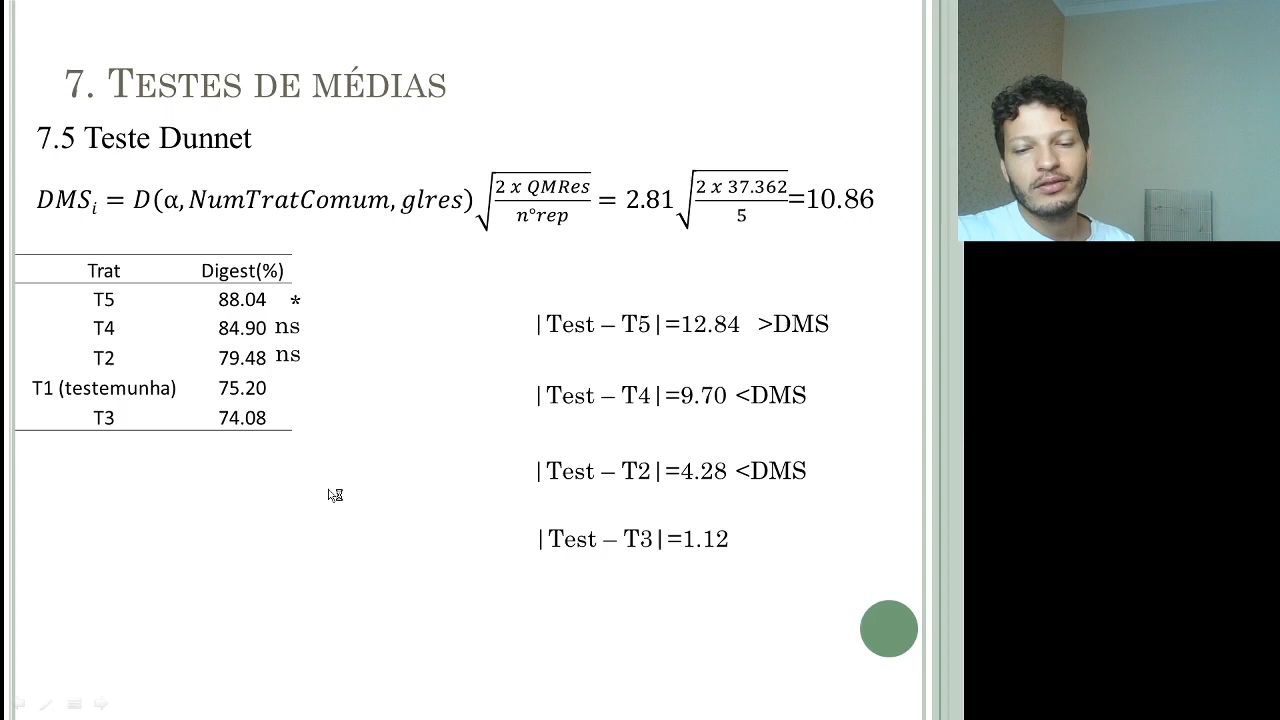 7. TESTES DE MÉDIAS
7.5 Teste Dunnet
DMSᵢ = D(α, NumTratComum, glres)√(2 x QMRes / n°rep) = 2.81√(2 x 37.362 / 5)=10.86
Trat Digest(%)
T5 88.04 *
T4 84.90 ns
T2 79.48 ns
T1 (testemunha) 75.20
T3 74.08
|Test – T5|=12.84 >DMS
|Test – T4|=9.70 <DMS
|Test – T2|=4.28 <DMS
|Test – T3|=1.12